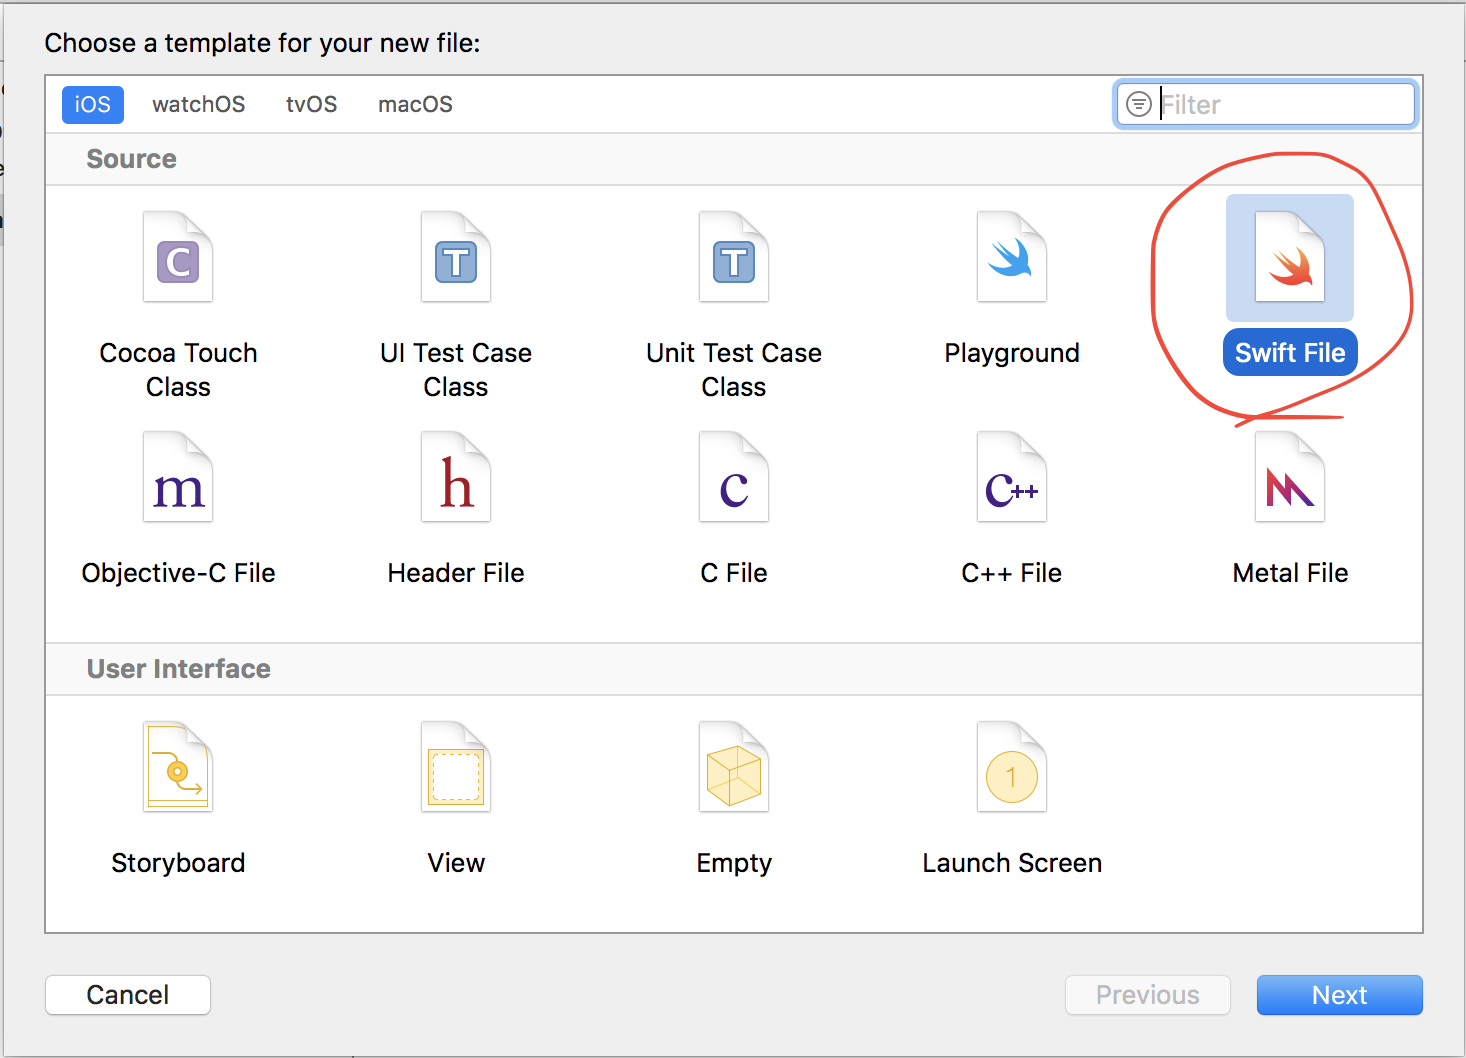 Choose a template for your new file:
iOS watchOS tvOS macOS Filter
Source
C T T
Cocoa Touch Class
UI Test Case Class
Unit Test Case Class
Playground
Swift File
m h c c++
Objective-C File
Header File
C File
C++ File
Metal File
User Interface
1
Storyboard
View
Empty
Launch Screen
Cancel Previous Next